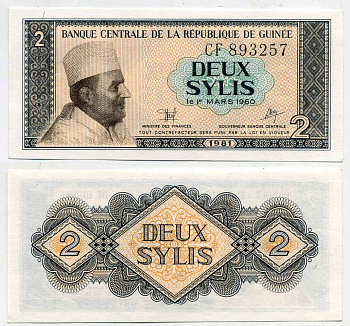 2
BANQUE CENTRALE DE LA RÉPUBLIQUE DE GUINÉE
CF 893257
DEUX
SYLIS
le 1er MARS 1960
MINISTRE DES FINANCES
GOUVERNEUR BANQUE CENTRALE
TOUT CONTREFACTEUR SERA PUNI PAR LA LOI EN VIGUEUR
1981
2
2
DEUX
SYLIS
2